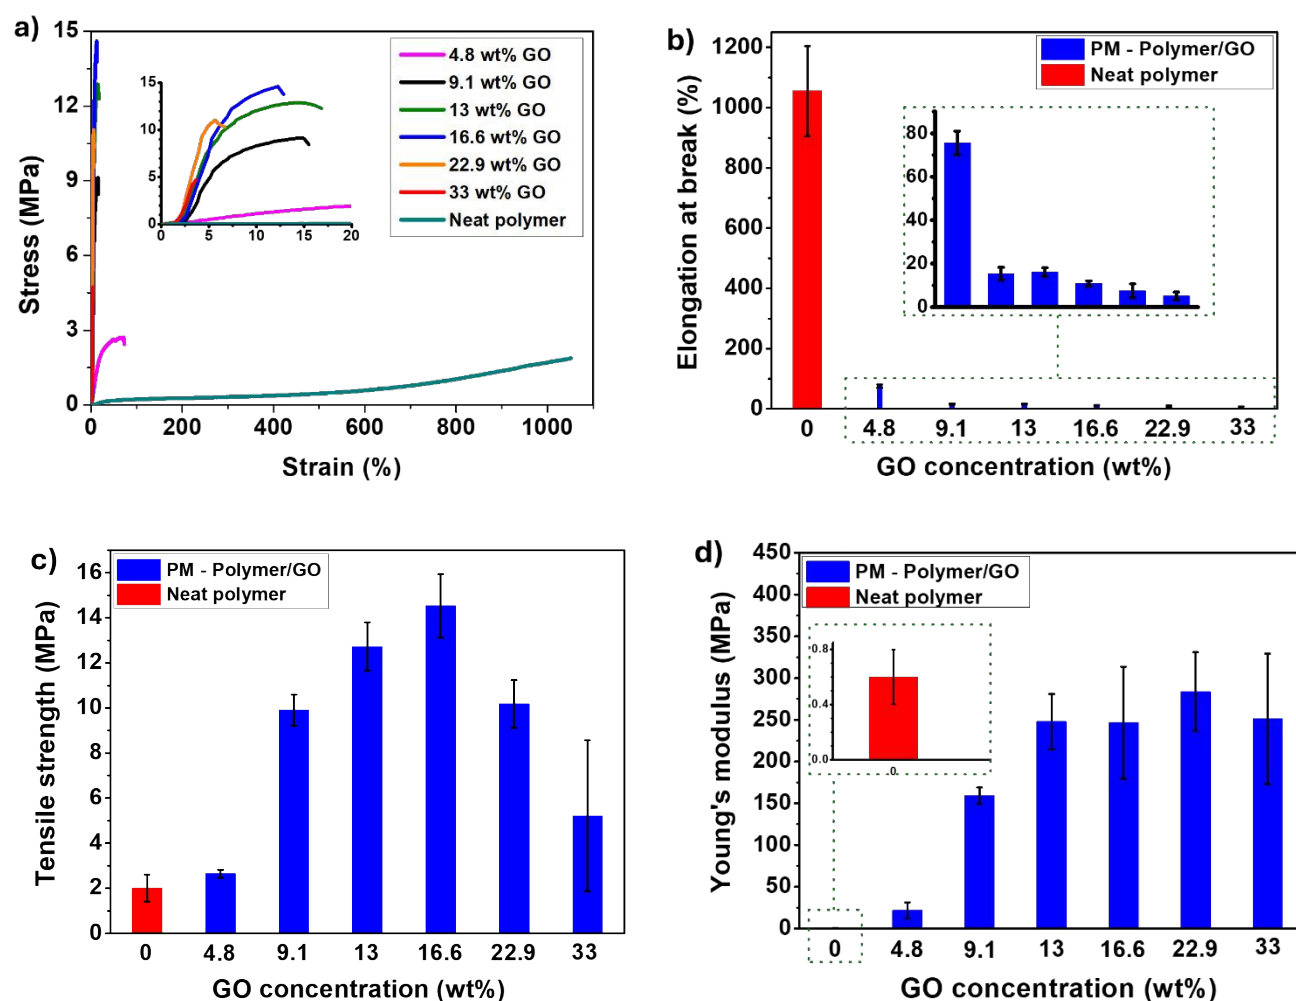 a)
15
12
9
6
3
0
Stress (MPa)
0 200 400 600 800 1000
Strain (%)
15
10
5
0
0 5 10 15 20
4.8 wt% GO
9.1 wt% GO
13 wt% GO
16.6 wt% GO
22.9 wt% GO
33 wt% GO
Neat polymer
b)
1200
1000
800
600
400
200
0
Elongation at break (%)
0 4.8 9.1 13 16.6 22.9 33
GO concentration (wt%)
PM - Polymer/GO
Neat polymer
80
60
40
20
0
c)
16
14
12
10
8
6
4
2
0
Tensile strength (MPa)
0 4.8 9.1 13 16.6 22.9 33
GO concentration (wt%)
PM - Polymer/GO
Neat polymer
d)
450
400
350
300
250
200
150
100
50
0
Young's modulus (MPa)
0 4.8 9.1 13 16.6 22.9 33
GO concentration (wt%)
PM - Polymer/GO
Neat polymer
0.8
0.4
0.0
0